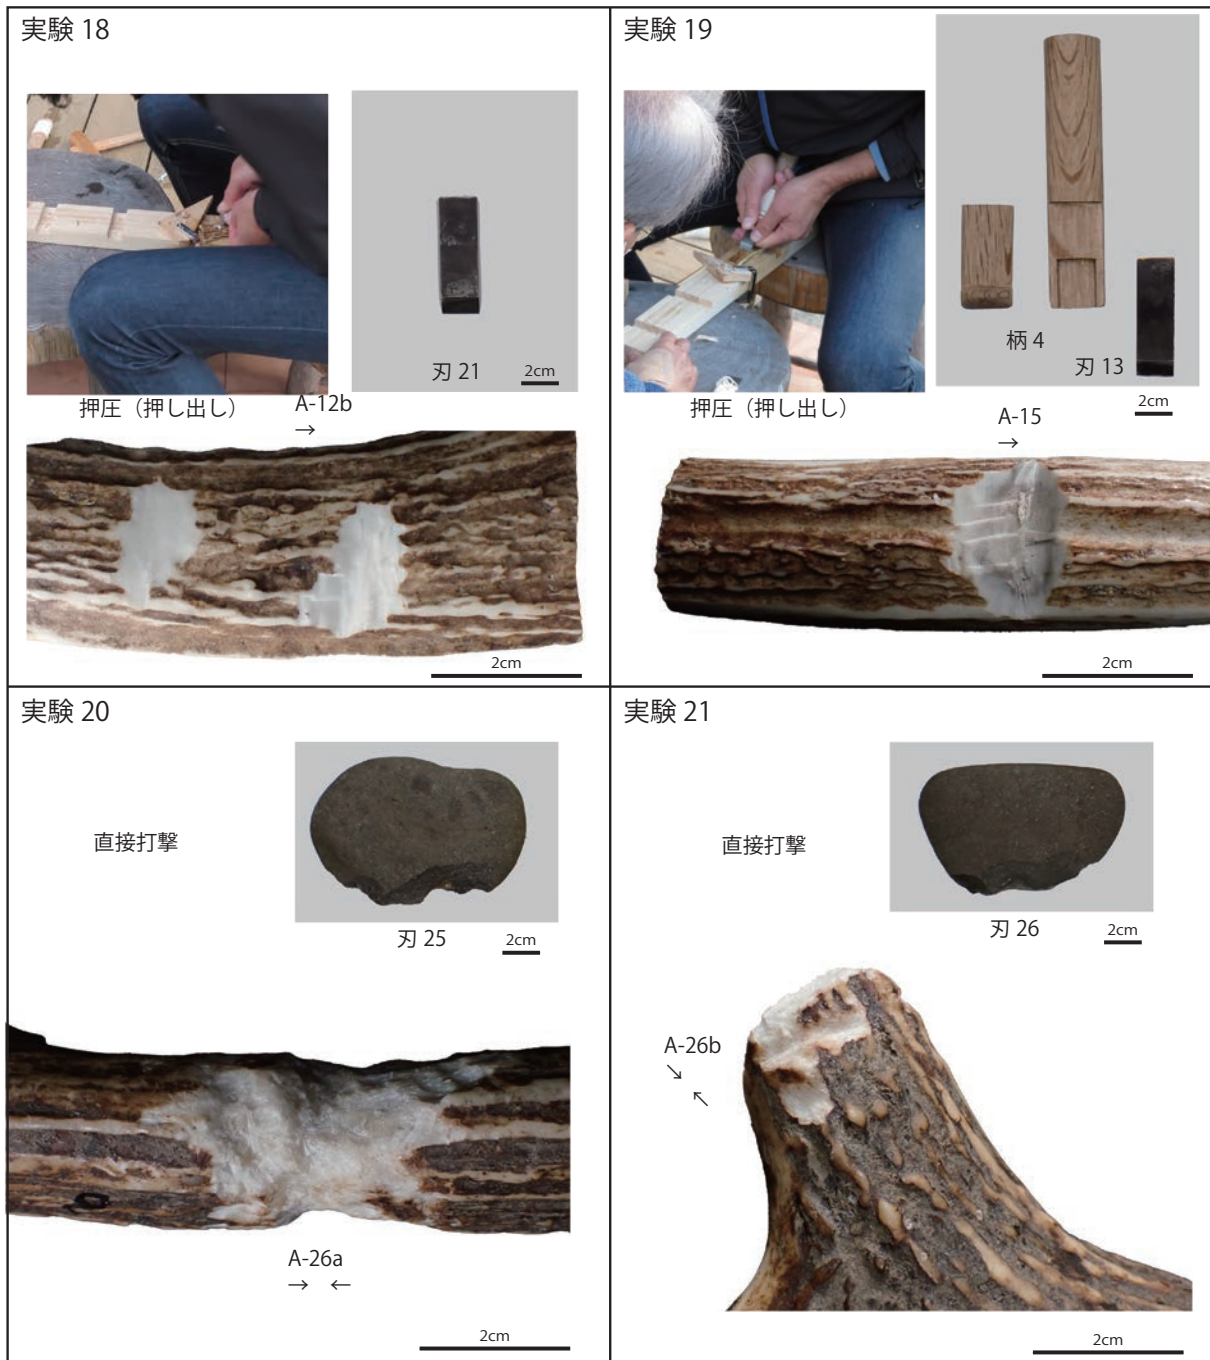 実験 18
刃 21
2cm
押圧（押し出し）
A-12b
→
2cm
実験 19
柄 4
刃 13
2cm
押圧（押し出し）
A-15
→
2cm
実験 20
直接打撃
刃 25
2cm
A-26a
→ ←
2cm
実験 21
直接打撃
刃 26
2cm
A-26b
↘
↖
2cm